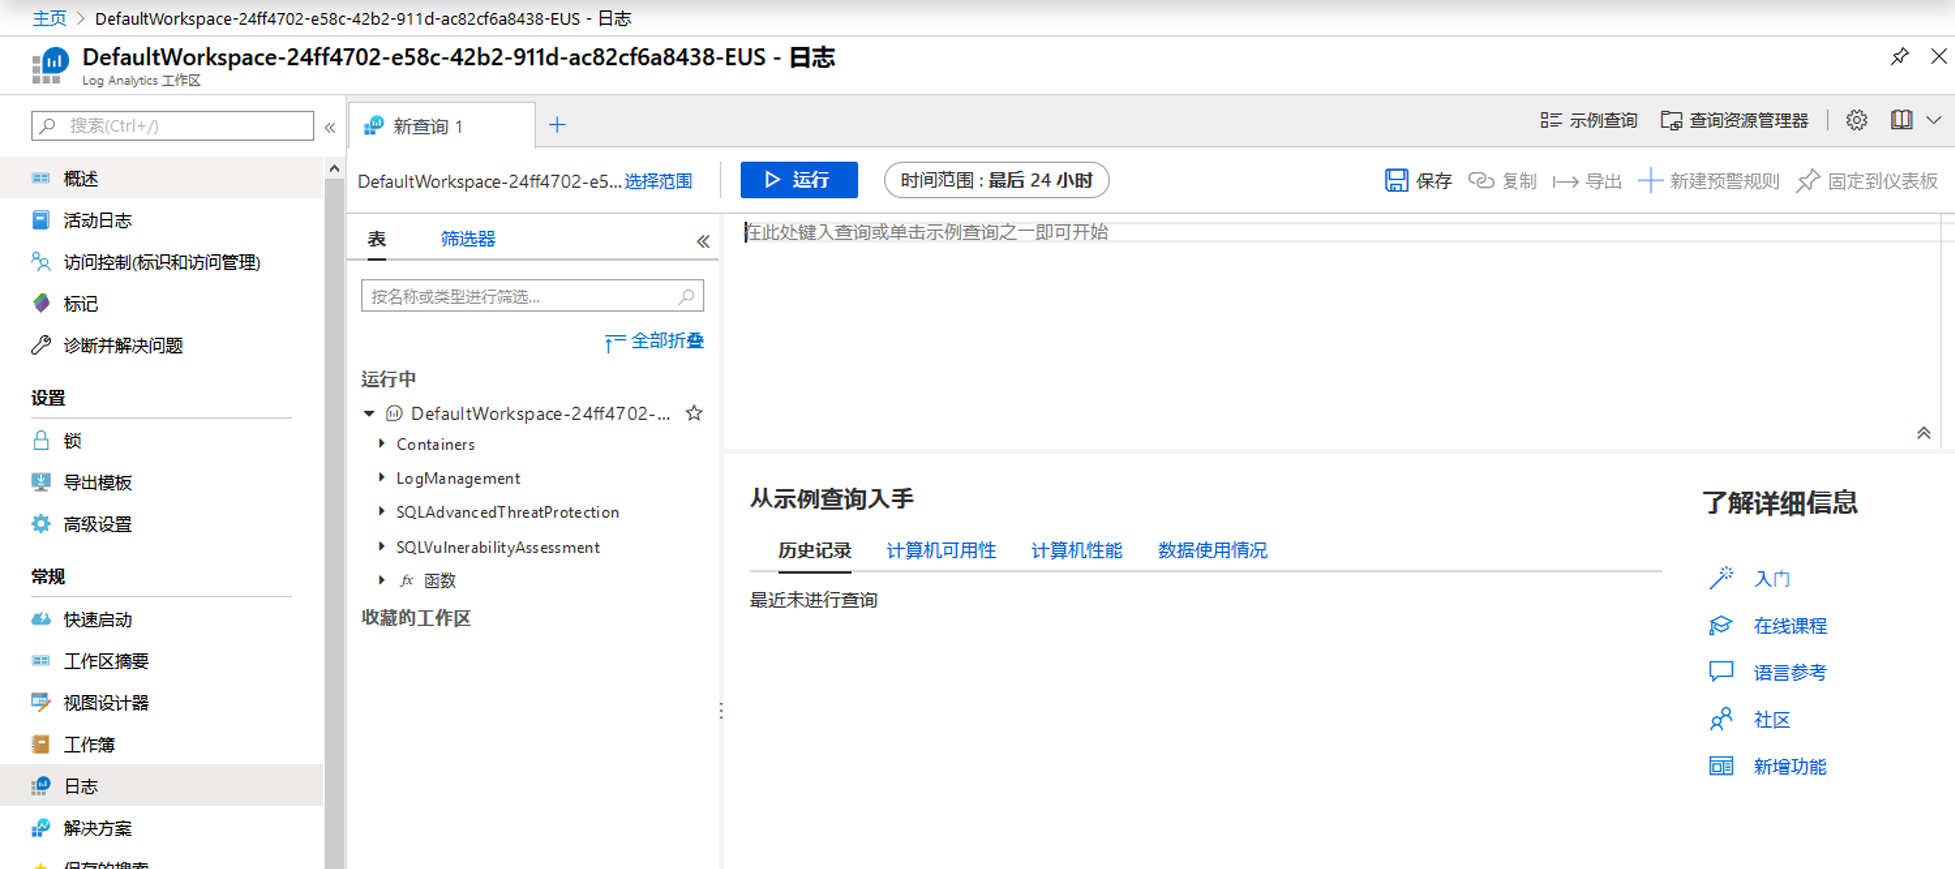 主页 > DefaultWorkspace-24ff4702-e58c-42b2-911d-ac82cf6a8438-EUS - 日志
DefaultWorkspace-24ff4702-e58c-42b2-911d-ac82cf6a8438-EUS - 日志
Log Analytics 工作区
搜索(Ctrl+/)
«
概述
活动日志
访问控制(标识和访问管理)
标记
诊断并解决问题
设置
锁
导出模板
高级设置
常规
快速启动
工作区摘要
视图设计器
工作簿
日志
解决方案
保存的搜索
新查询 1
+
示例查询
查询资源管理器
DefaultWorkspace-24ff4702-e5... 选择范围
运行
时间范围 : 最后 24 小时
保存
复制
导出
新建预警规则
固定到仪表板
表
筛选器
«
按名称或类型进行筛选...
全部折叠
运行中
DefaultWorkspace-24ff4702-...
Containers
LogManagement
SQLAdvancedThreatProtection
SQLVulnerabilityAssessment
fx 函数
收藏的工作区
在此处键入查询或单击示例查询之一即可开始
从示例查询入手
历史记录
计算机可用性
计算机性能
数据使用情况
最近未进行查询
了解详细信息
入门
在线课程
语言参考
社区
新增功能